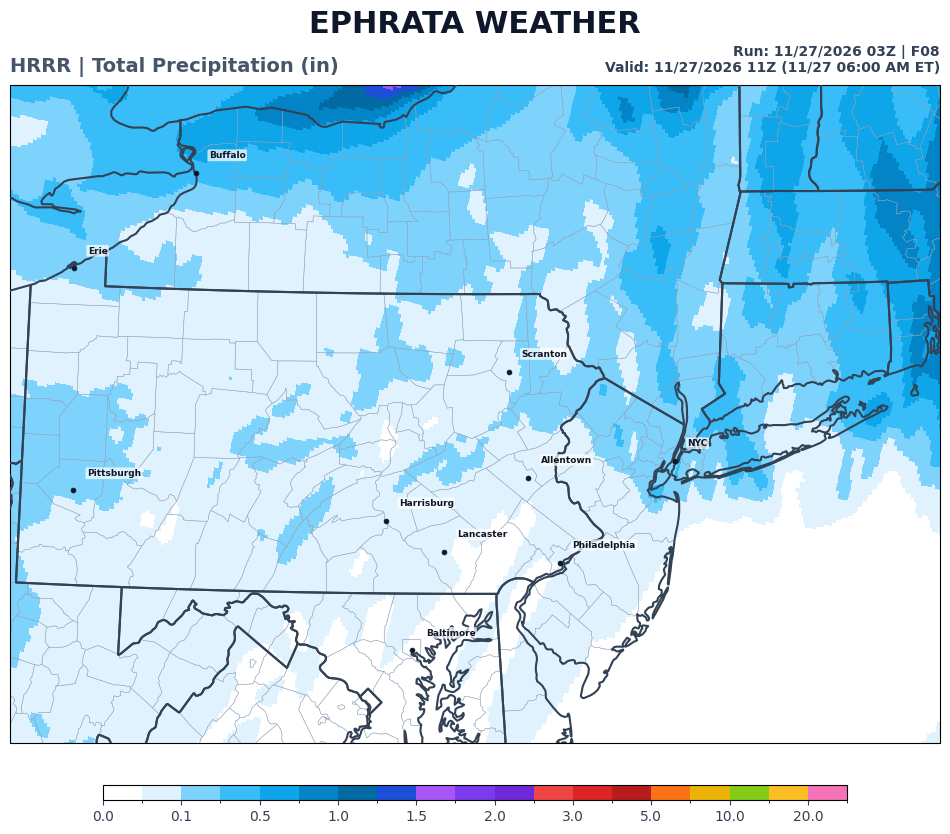 EPHRATA WEATHER
HRRR | Total Precipitation (in)
Run: 11/27/2026 03Z | F08
Valid: 11/27/2026 11Z (11/27 06:00 AM ET)
Buffalo
Erie
Scranton
NYC
Allentown
Pittsburgh
Harrisburg
Lancaster
Philadelphia
Baltimore
0.0 0.1 0.5 1.0 1.5 2.0 3.0 5.0 10.0 20.0